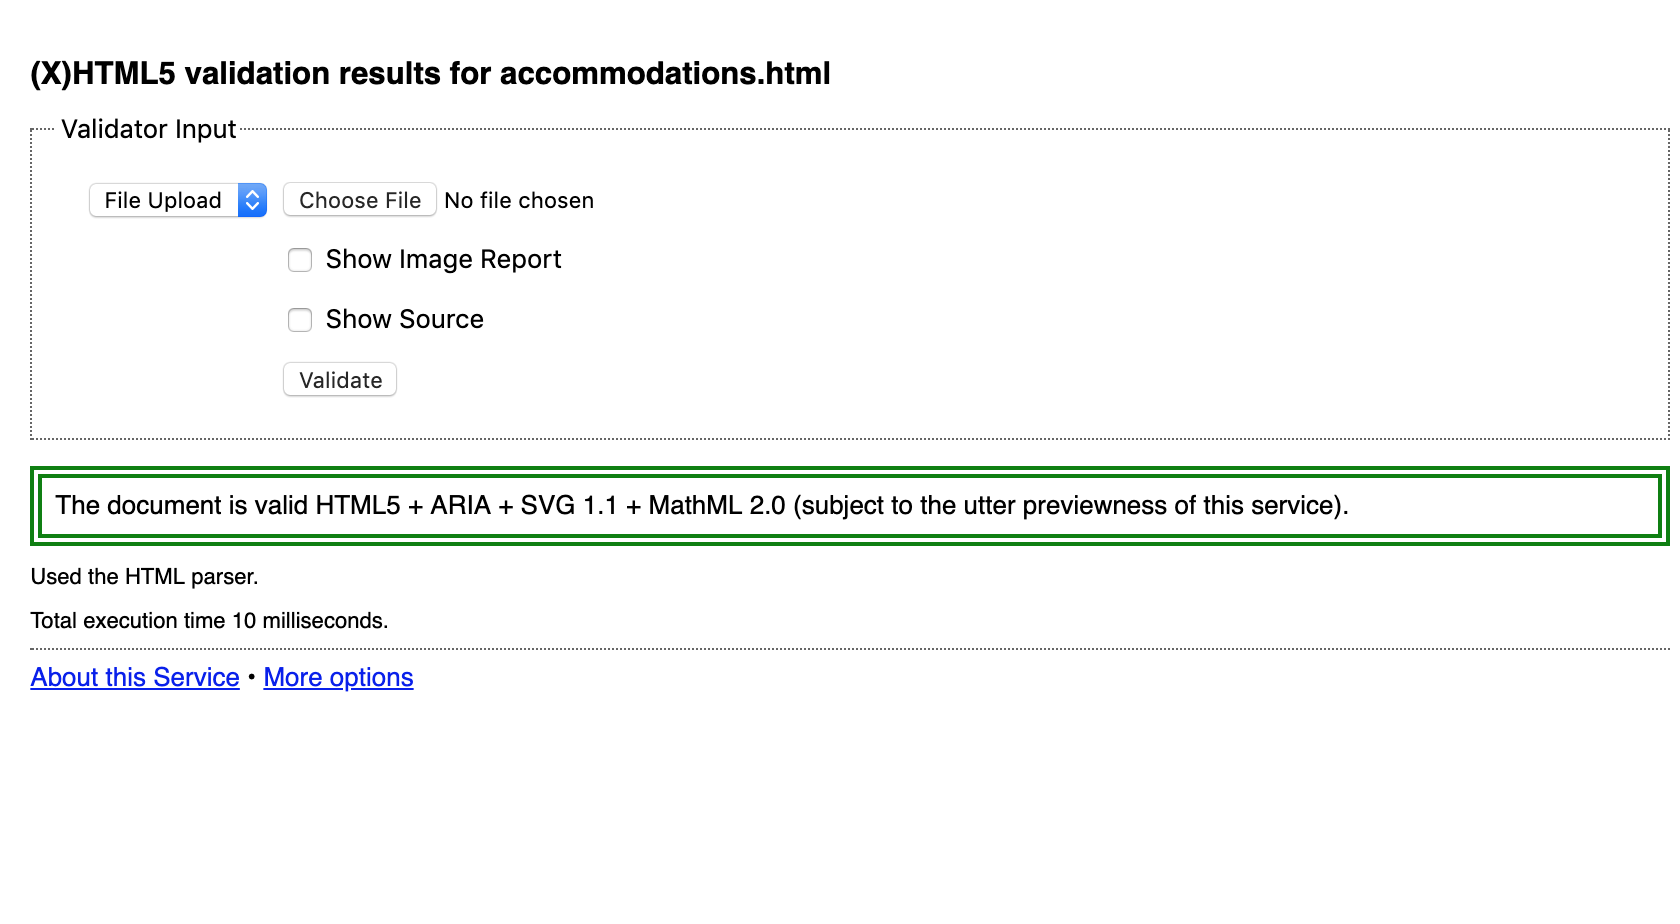 (X)HTML5 validation results for accommodations.html
Validator Input
File Upload Choose File No file chosen
Show Image Report
Show Source
Validate
The document is valid HTML5 + ARIA + SVG 1.1 + MathML 2.0 (subject to the utter previewness of this service).
Used the HTML parser.
Total execution time 10 milliseconds.
About this Service • More options